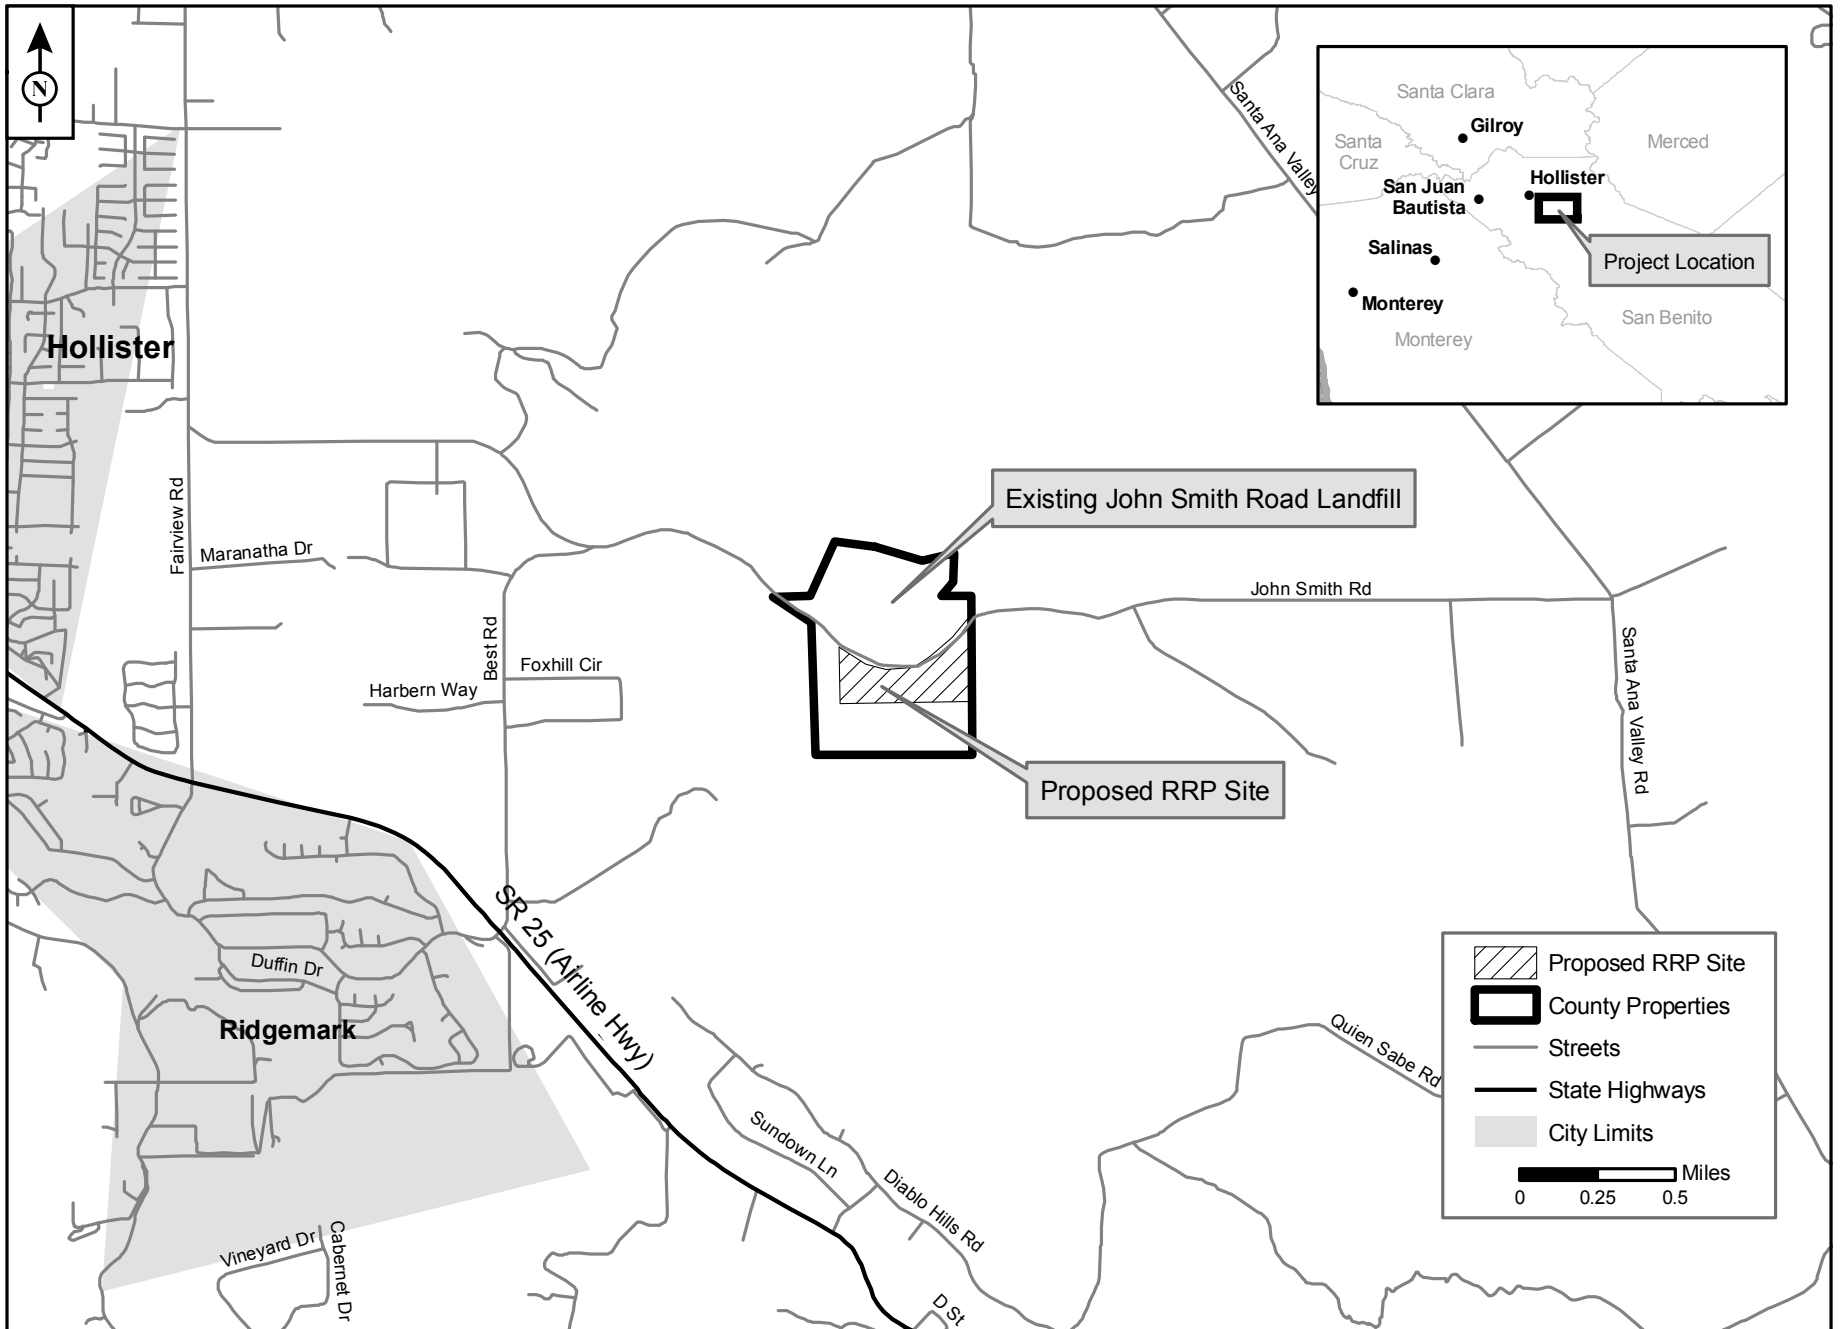 N
Santa Ana Valley
Santa Clara
Gilroy
Santa
Cruz
Merced
Hollister
San Juan
Bautista
Salinas
Project Location
Monterey
San Benito
Monterey
Hollister
Fairview Rd
Existing John Smith Road Landfill
Maranatha Dr
John Smith Rd
Best Rd
Foxhill Cir
Harbern Way
Santa Ana Valley Rd
Proposed RRP Site
SR 25 (Airline Hwy)
Duffin Dr
Ridgemark
Quien Sabe Rd
Sundown Ln
Diablo Hills Rd
Vineyard Dr
Cabernet Dr
D St
Proposed RRP Site
County Properties
Streets
State Highways
City Limits
Miles
0 0.25 0.5